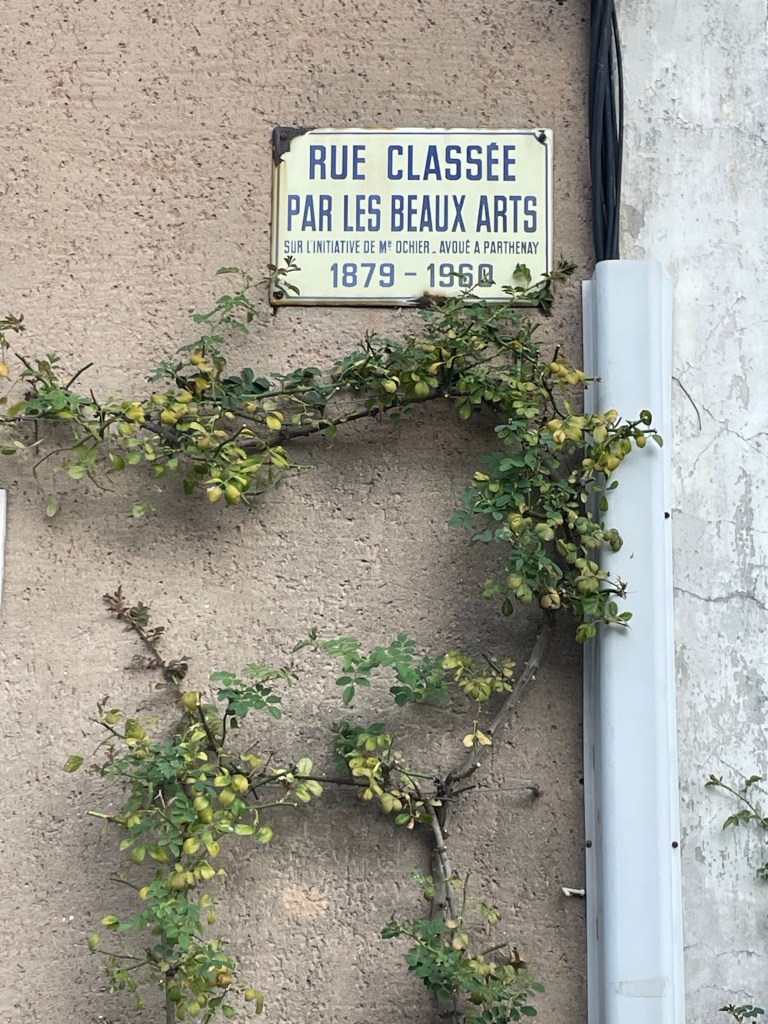 RUE CLASSÉE
PAR LES BEAUX ARTS
SUR L'INITIATIVE DE Me OCHIER - AVOUÉ A PARTHENAY
1879 - 1960